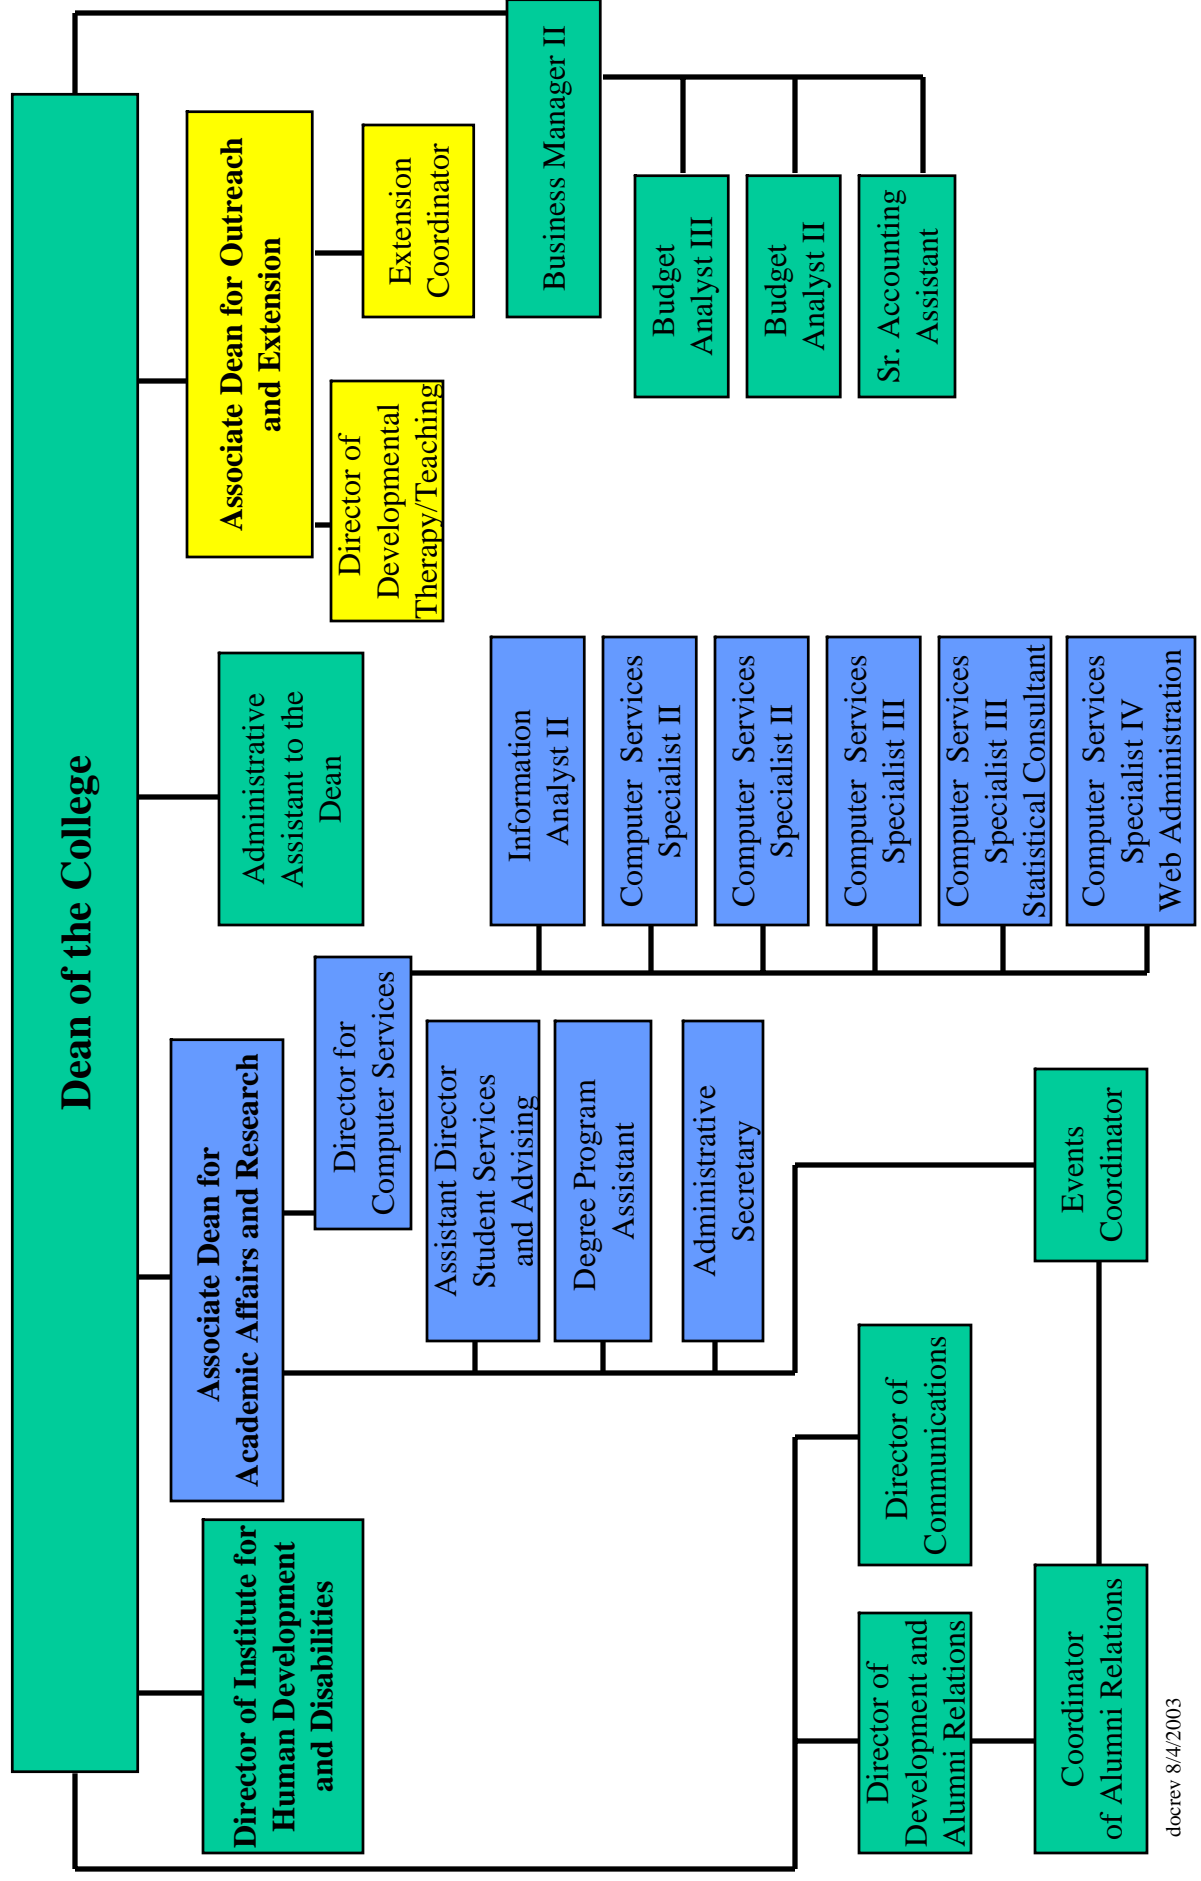 Dean of the College
Director of Institute for
Human Development
and Disabilities
Associate Dean for
Academic Affairs and Research
Administrative
Assistant to the
Dean
Associate Dean for Outreach
and Extension
Director for
Computer Services
Director of
Developmental
Therapy/Teaching
Extension
Coordinator
Assistant Director
Student Services
and Advising
Degree Program
Assistant
Administrative
Secretary
Information
Analyst II
Computer Services
Specialist II
Computer Services
Specialist II
Computer Services
Specialist III
Computer Services
Specialist III
Statistical Consultant
Computer Services
Specialist IV
Web Administration
Business Manager II
Budget
Analyst III
Budget
Analyst II
Sr. Accounting
Assistant
Director of
Development and
Alumni Relations
Director of
Communications
Coordinator
of Alumni Relations
Events
Coordinator
docrev 8/4/2003